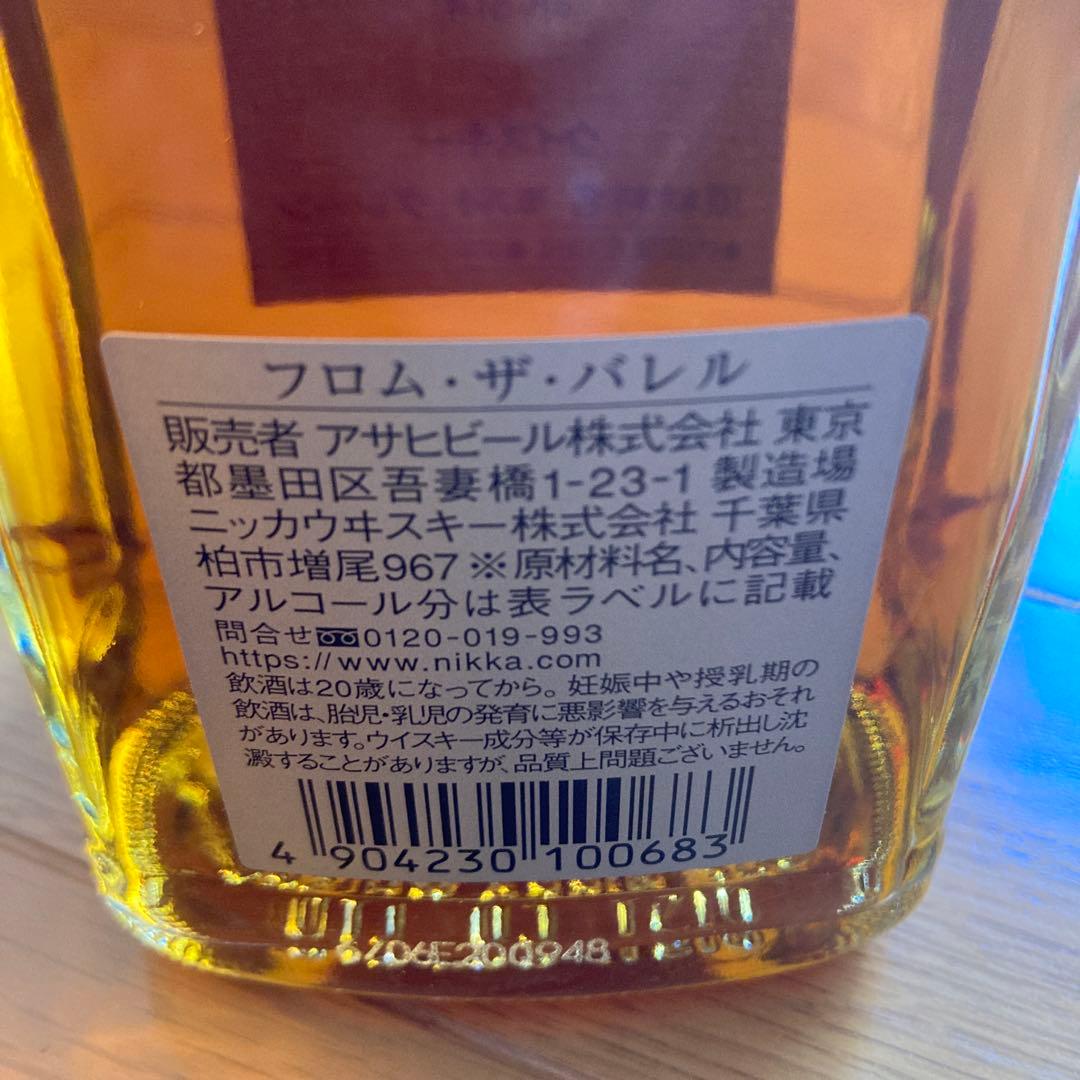 フロム・ザ・バレル
販売者 アサヒビール株式会社 東京
都墨田区吾妻橋1-23-1 製造場
ニッカウヰスキー株式会社 千葉県
柏市増尾967 ※原材料名、内容量、
アルコール分は表ラベルに記載
問合せ 0120-019-993
https://www.nikka.com
飲酒は20歳になってから。妊娠中や授乳期の
飲酒は、胎児・乳児の発育に悪影響を与えるおそれ
があります。ウイスキー成分等が保存中に析出し沈
澱することがありますが、品質上問題ございません。
4 904230 100683